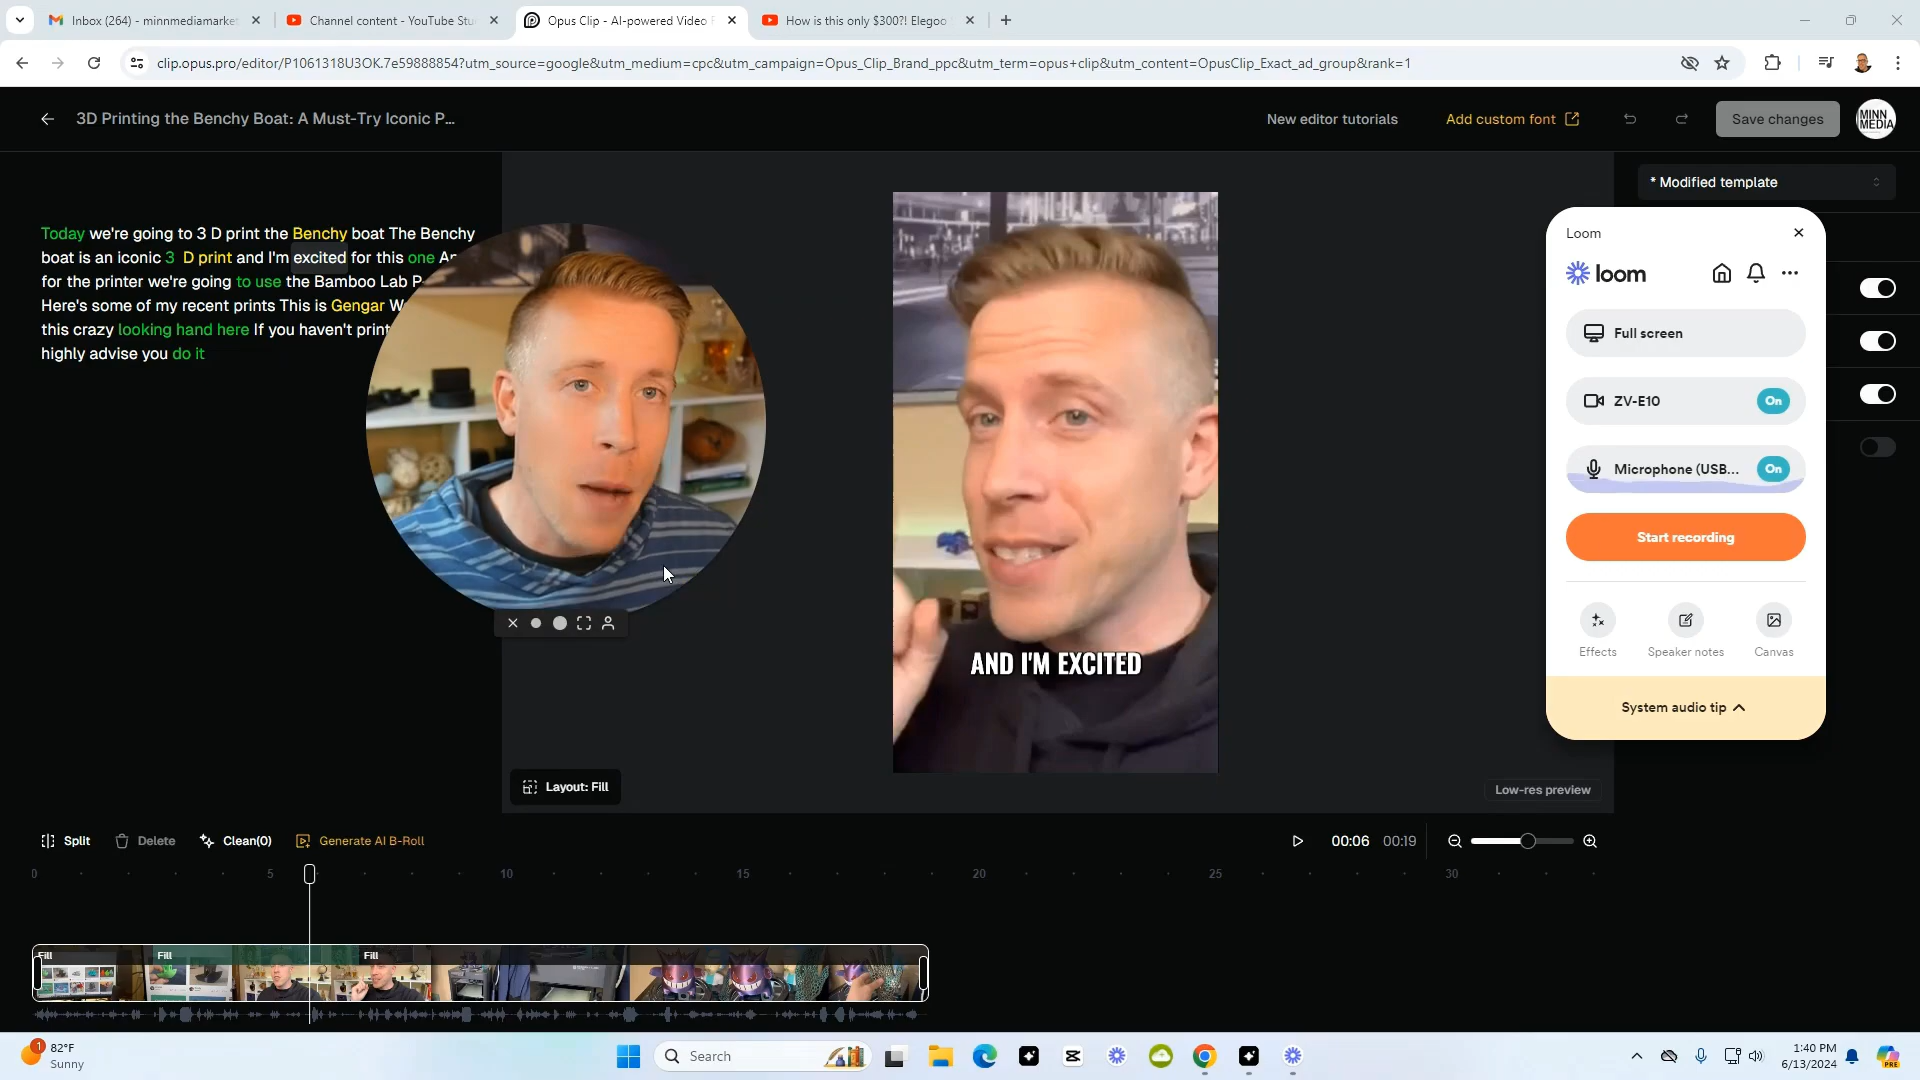 Inbox (264) - minnmediamarke
Channel content - YouTube Stu
Opus Clip - AI-powered Video
How is this only $300?! Elegoo
clip.opus.pro/editor/P1061318U3OK.7e59888854?utm_source=google&utm_medium=cpc&utm_campaign=Opus_Clip_Brand_ppc&utm_term=opus+clip&utm_content=OpusClip_Exact_ad_group&rank=1
3D Printing the Benchy Boat: A Must-Try Iconic P...
New editor tutorials
Add custom font
Save changes
MINN
MEDIA
* Modified template
Today we're going to 3 D print the Benchy boat The Benchy
boat is an iconic 3 D print and I'm excited for this one
for the printer we're going to use the Bamboo Lab P
Here's some of my recent prints This is Gengar
this crazy looking hand here If you haven't print
highly advise you do it
AND I'M EXCITED
Layout: Fill
Low-res preview
Loom
loom
Full screen
ZV-E10
On
Microphone (USB...
On
Start recording
Effects
Speaker notes
Canvas
System audio tip
Split
Delete
Clean(0)
Generate AI B-Roll
00:06 00:19
0 5 10 15 20 25 30
Fill
Fill
Fill
1
82°F
Sunny
Search
PRE
1:40 PM
6/13/2024